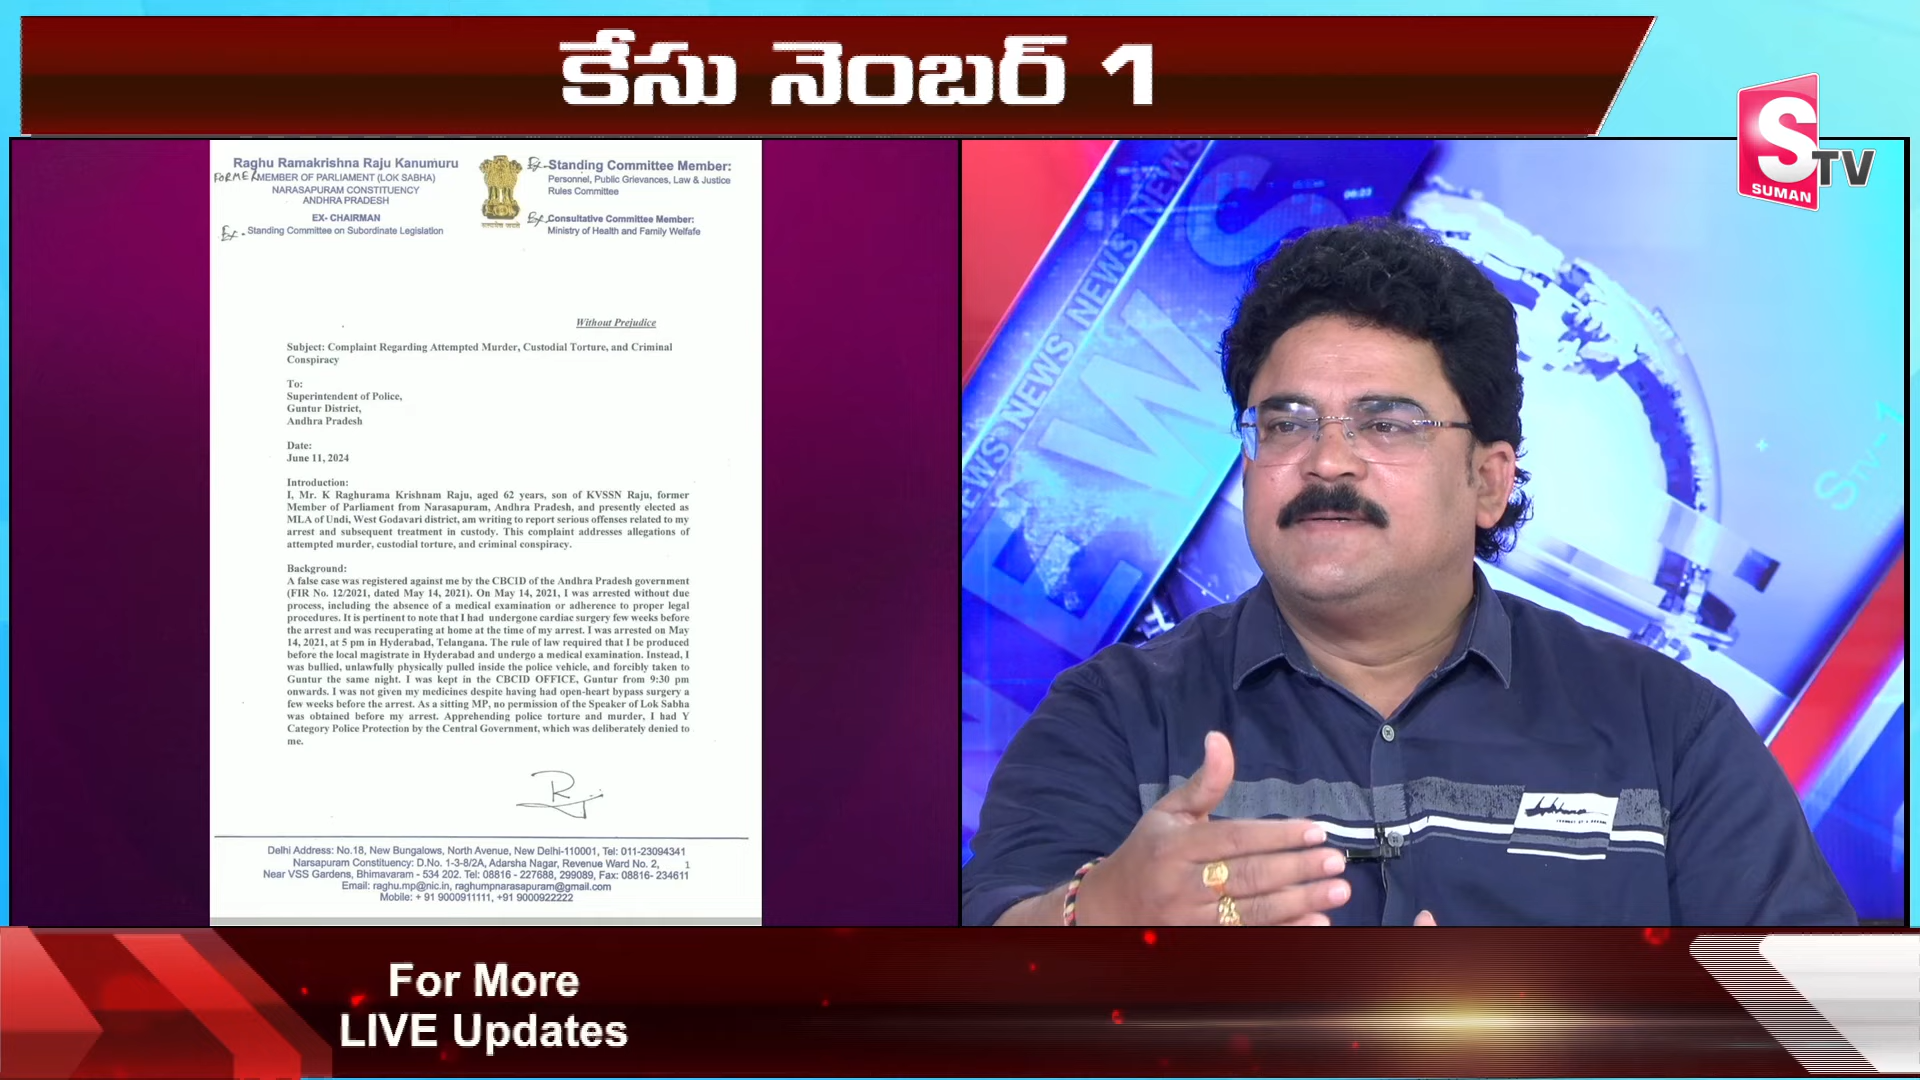 కేసు నెంబర్ 1
S TV
SUMAN
Raghu Ramakrishna Raju Kanumuru
FORMER MEMBER OF PARLIAMENT (LOK SABHA)
NARASAPURAM CONSTITUENCY
ANDHRA PRADESH
EX- CHAIRMAN
Ex. Standing Committee on Subordinate Legislation
सत्यमेव जयते
Ex. Standing Committee Member:
Personnel, Public Grievances, Law & Justice
Rules Committee
Ex. Consultative Committee Member:
Ministry of Health and Family Welfafe
Without Prejudice
Subject: Complaint Regarding Attempted Murder, Custodial Torture, and Criminal
Conspiracy
To:
Superintendent of Police,
Guntur District,
Andhra Pradesh
Date:
June 11, 2024
Introduction:
I, Mr. K Raghurama Krishnam Raju, aged 62 years, son of KVSSN Raju, former
Member of Parliament from Narasapuram, Andhra Pradesh, and presently elected as
MLA of Undi, West Godavari district, am writing to report serious offenses related to my
arrest and subsequent treatment in custody. This complaint addresses allegations of
attempted murder, custodial torture, and criminal conspiracy.
Background:
A false case was registered against me by the CBCID of the Andhra Pradesh government
(FIR No. 12/2021, dated May 14, 2021). On May 14, 2021, I was arrested without due
process, including the absence of a medical examination or adherence to proper legal
procedures. It is pertinent to note that I had undergone cardiac surgery few weeks before
the arrest and was recuperating at home at the time of my arrest. I was arrested on May
14, 2021, at 5 pm in Hyderabad, Telangana. The rule of law required that I be produced
before the local magistrate in Hyderabad and undergo a medical examination. Instead, I
was bullied, unlawfully physically pulled inside the police vehicle, and forcibly taken to
Guntur the same night. I was kept in the CBCID OFFICE, Guntur from 9:30 pm
onwards. I was not given my medicines despite having had open-heart bypass surgery a
few weeks before the arrest. As a sitting MP, no permission of the Speaker of Lok Sabha
was obtained before my arrest. Apprehending police torture and murder, I had Y
Category Police Protection by the Central Government, which was deliberately denied to
me.
Delhi Address: No.18, New Bungalows, North Avenue, New Delhi-110001, Tel: 011-23094341
Narsapuram Constituency: D.No. 1-3-8/2A, Adarsha Nagar, Revenue Ward No. 2, 1
Near VSS Gardens, Bhimavaram - 534 202. Tel: 08816 - 227688, 299089, Fax: 08816- 234611
Email: raghu.mp@nic.in, raghumpnarasapuram@gmail.com
Mobile: + 91 9000911111, +91 9000922222
NEWS NEWS NEWS NEWS
NEWS
STV-1
For More
LIVE Updates